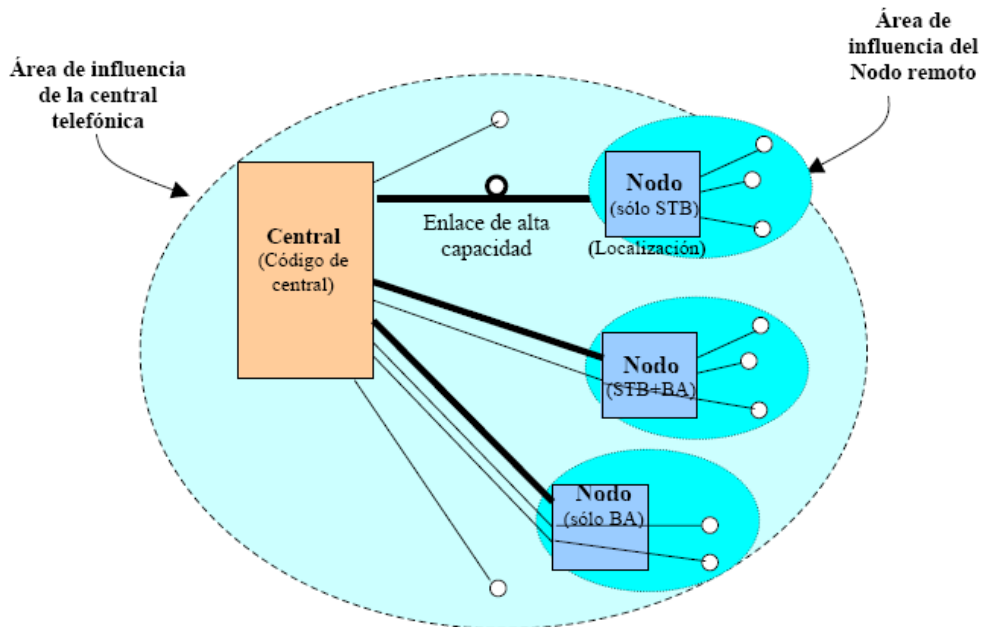 Área de influencia
de la central
telefónica
Área de
influencia del
Nodo remoto
Central
(Código de
central)
Enlace de alta
capacidad
Nodo
(sólo STB)
(Localización)
Nodo
(STB+BA)
Nodo
(sólo BA)